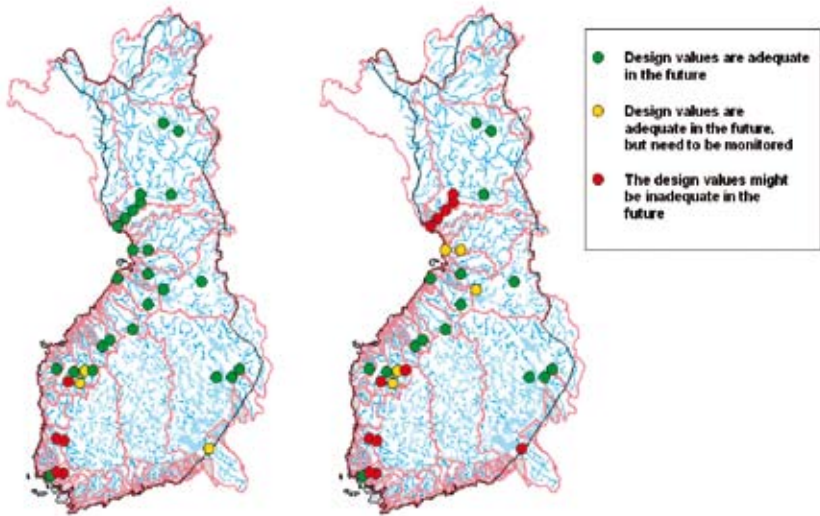 Design values are adequate
in the future
Design values are
adequate in the future,
but need to be monitored
The design values might
be inadequate in the
future